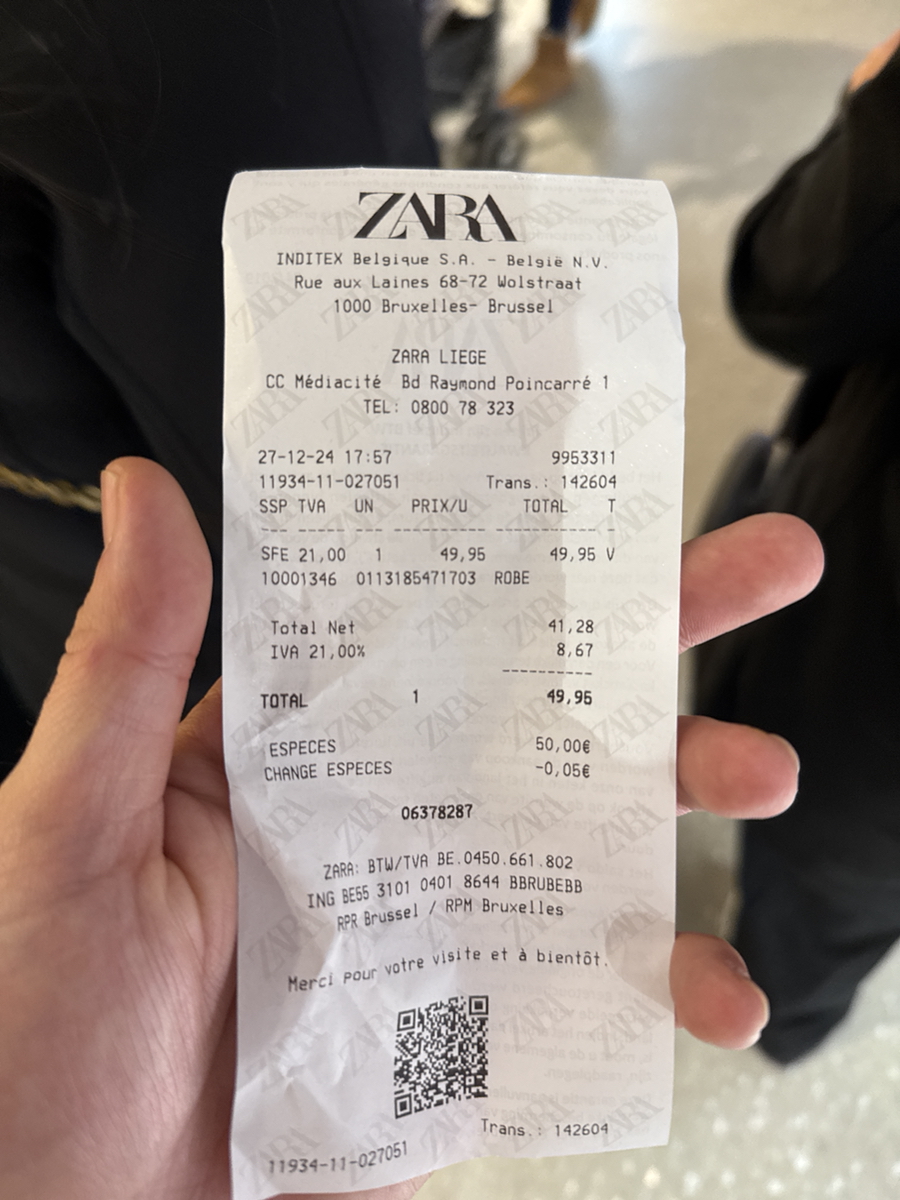 ZARA
INDITEX Belgique S.A. - België N.V.
Rue aux Laines 68-72 Wolstraat
1000 Bruxelles- Brussel
ZARA LIEGE
CC Médiacité Bd Raymond Poincarré 1
TEL: 0800 78 323
27-12-24 17:57 9953311
11934-11-027051 Trans.: 142604
SSP TVA UN PRIX/U TOTAL T
--- ---- --- ---------- ----------- -
SFE 21,00 1 49,95 49,95 V
10001346 0113185471703 ROBE
Total Net 41,28
IVA 21,00% 8,67
----------
TOTAL 1 49,95
ESPECES 50,00€
CHANGE ESPECES -0,05€
06378287
ZARA: BTW/TVA BE.0450.661.802
ING BE55 3101 0401 8644 BBRUBEBB
RPR Brussel / RPM Bruxelles
Merci pour votre visite et à bientôt.
Trans.: 142604
11934-11-027051